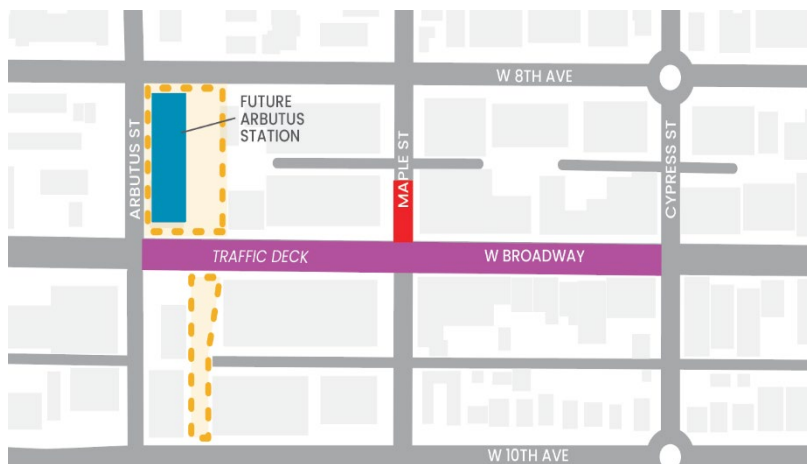 W 8TH AVE
FUTURE
ARBUTUS
STATION
ARBUTUS ST
MAPLE ST
CYPRESS ST
TRAFFIC DECK
W BROADWAY
W 10TH AVE